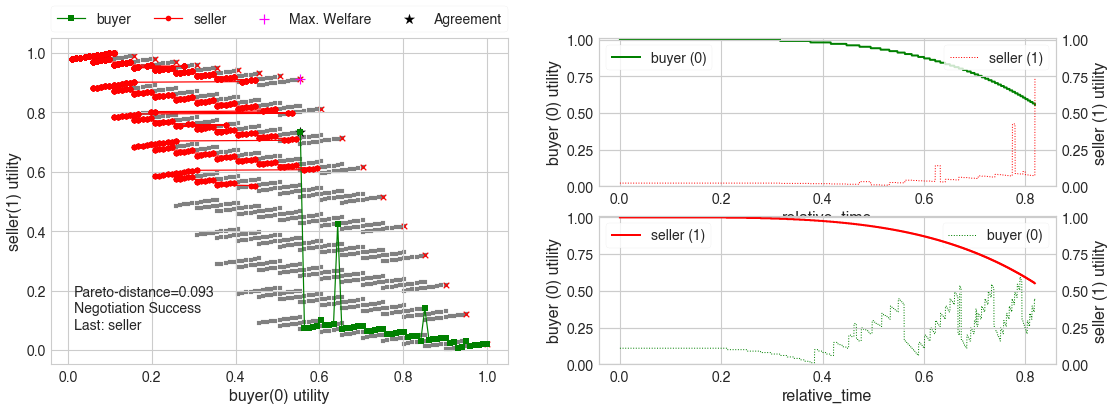 buyer seller Max. Welfare Agreement
1.0
0.8
0.6
0.4
0.2
0.0
seller(1) utility
Pareto-distance=0.093
Negotiation Success
Last: seller
0.0 0.2 0.4 0.6 0.8 1.0
buyer(0) utility
1.00
0.75
0.50
0.25
0.00
buyer (0) utility
buyer (0)
seller (1)
1.00
0.75
0.50
0.25
0.00
seller (1) utility
0.0 0.2 0.4 0.6 0.8
relative_time
1.00
0.75
0.50
0.25
0.00
buyer (0) utility
seller (1)
buyer (0)
1.00
0.75
0.50
0.25
0.00
seller (1) utility
0.0 0.2 0.4 0.6 0.8
relative_time